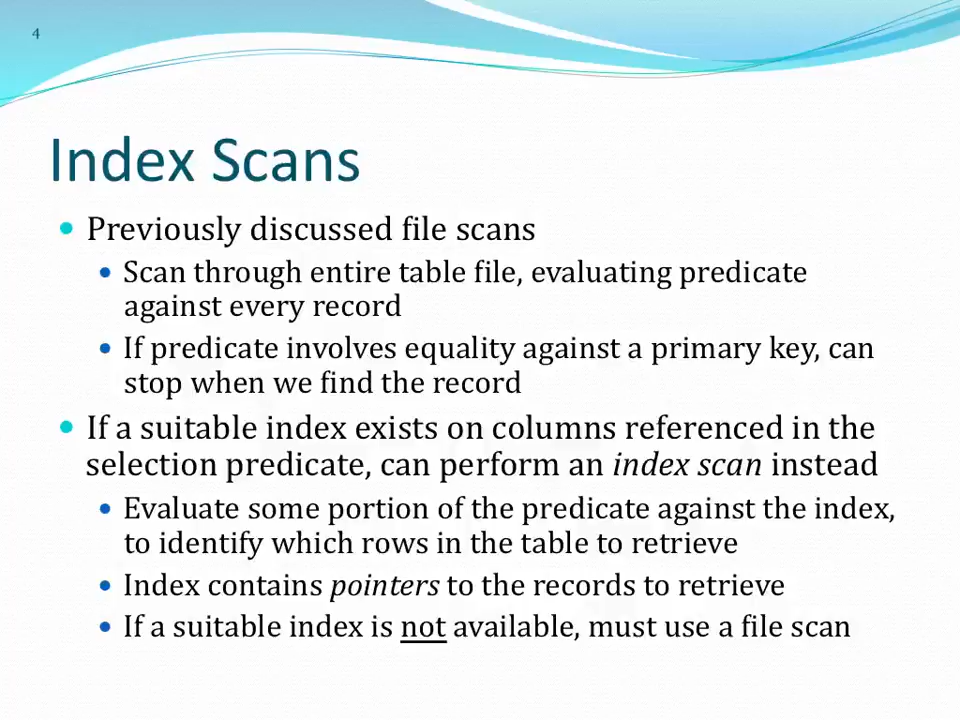 4
Index Scans
Previously discussed file scans
Scan through entire table file, evaluating predicate
against every record
If predicate involves equality against a primary key, can
stop when we find the record
If a suitable index exists on columns referenced in the
selection predicate, can perform an index scan instead
Evaluate some portion of the predicate against the index,
to identify which rows in the table to retrieve
Index contains pointers to the records to retrieve
If a suitable index is not available, must use a file scan